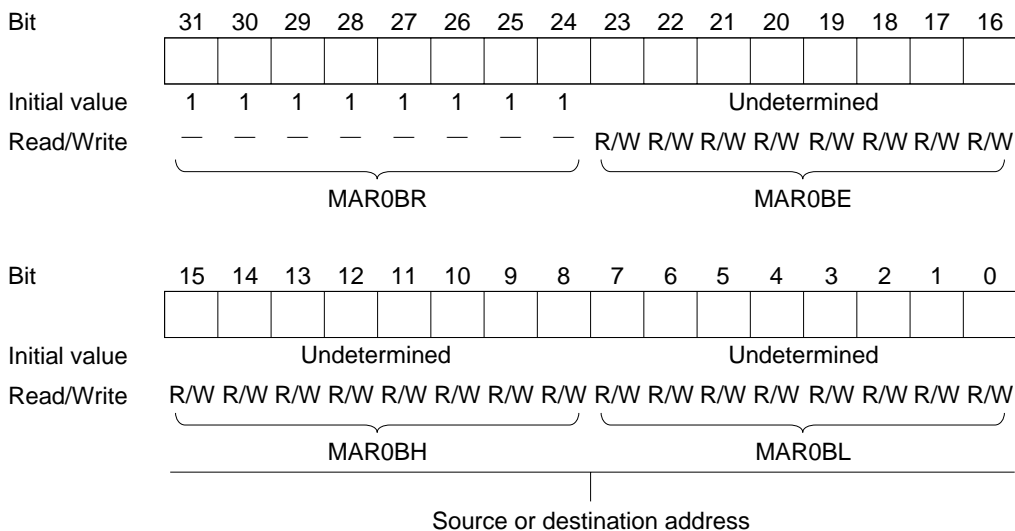 Bit 31 30 29 28 27 26 25 24 23 22 21 20 19 18 17 16
Initial value 1 1 1 1 1 1 1 1 Undetermined
Read/Write — — — — — — — — R/W R/W R/W R/W R/W R/W R/W R/W
MAR0BR MAR0BE
Bit 15 14 13 12 11 10 9 8 7 6 5 4 3 2 1 0
Initial value Undetermined Undetermined
Read/Write R/W R/W R/W R/W R/W R/W R/W R/W R/W R/W R/W R/W R/W R/W R/W R/W
MAR0BH MAR0BL
Source or destination address